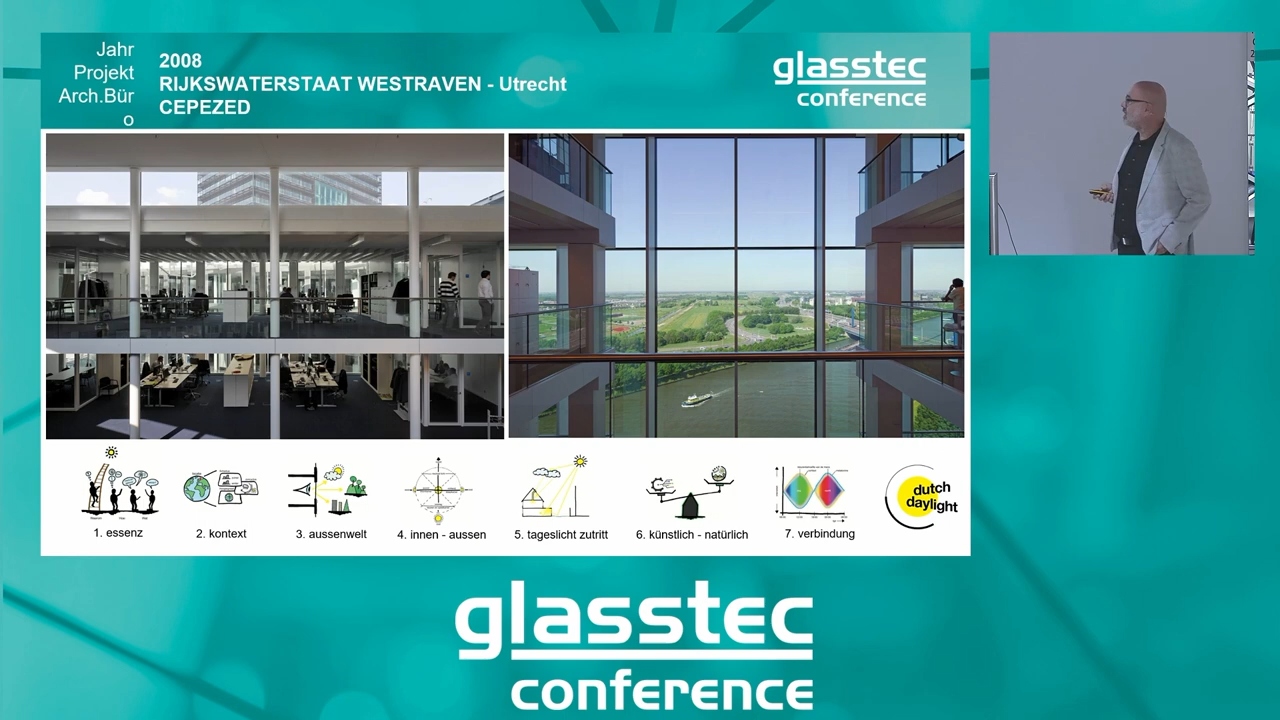 Jahr
Projekt
Arch.Bür
o
2008
RIJKSWATERSTAAT WESTRAVEN - Utrecht
CEPEZED
glasstec
conference
1. essenz
2. kontext
3. aussenwelt
4. innen - aussen
5. tageslicht zutritt
6. künstlich - natürlich
7. verbindung
dutch
daylight
glasstec
conference